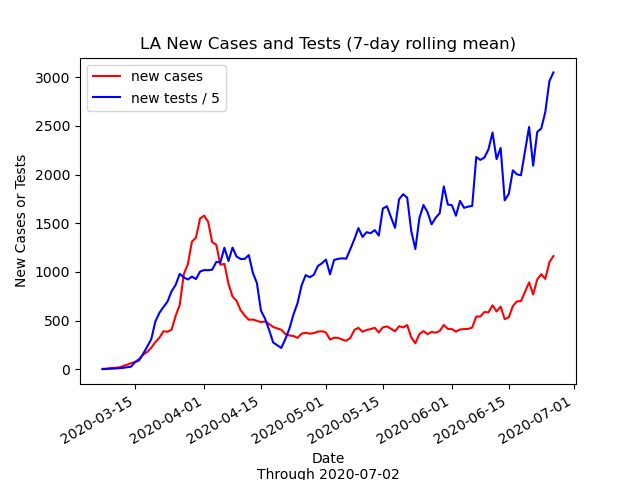 LA New Cases and Tests (7-day rolling mean)
new cases
new tests / 5
3000
2500
2000
1500
1000
500
0
New Cases or Tests
2020-03-15
2020-04-01
2020-04-15
2020-05-01
2020-05-15
2020-06-01
2020-06-15
2020-07-01
Date
Through 2020-07-02